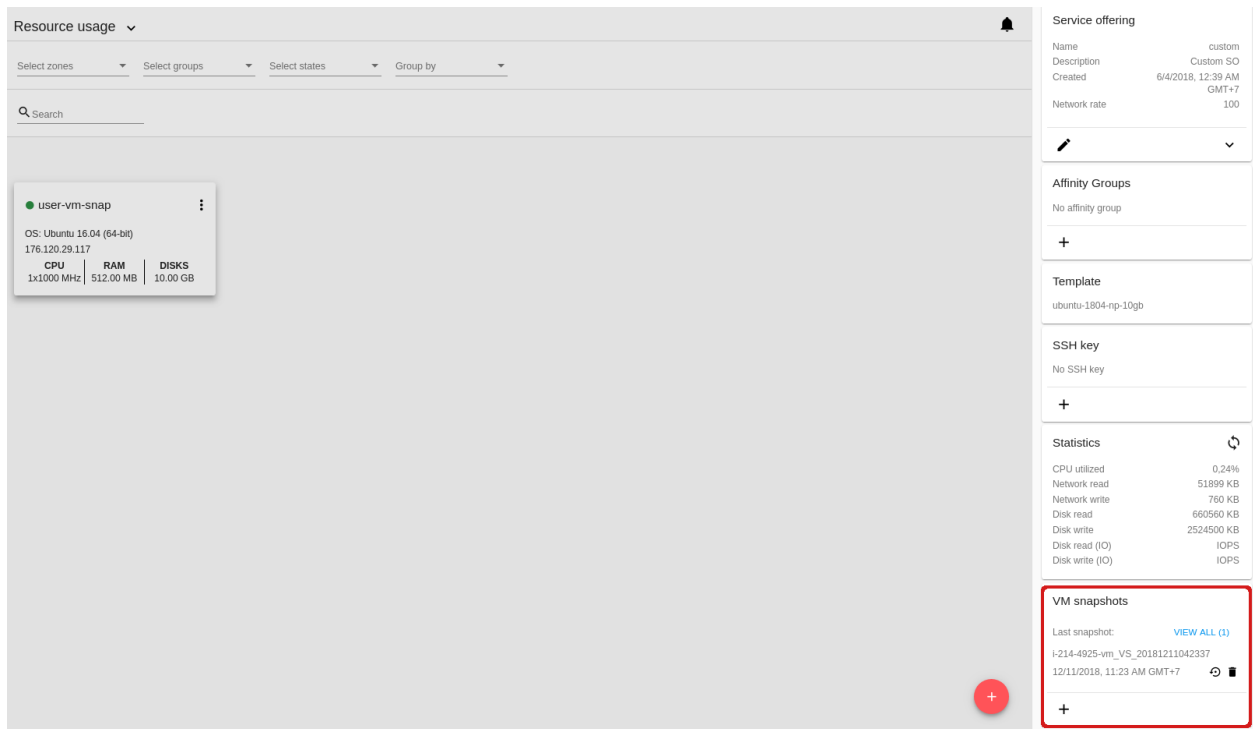 Resource usage
Select zones
Select groups
Select states
Group by
Search
user-vm-snap
OS: Ubuntu 16.04 (64-bit)
176.120.29.117
CPU RAM DISKS
1x1000 MHz 512.00 MB 10.00 GB
Service offering
Name custom
Description Custom SO
Created 6/4/2018, 12:39 AM
GMT+7
Network rate 100
Affinity Groups
No affinity group
Template
ubuntu-1804-np-10gb
SSH key
No SSH key
Statistics
CPU utilized 0,24%
Network read 51899 KB
Network write 760 KB
Disk read 660560 KB
Disk write 2524500 KB
Disk read (IO) IOPS
Disk write (IO) IOPS
VM snapshots
Last snapshot: VIEW ALL (1)
i-214-4925-vm_VS_20181211042337
12/11/2018, 11:23 AM GMT+7